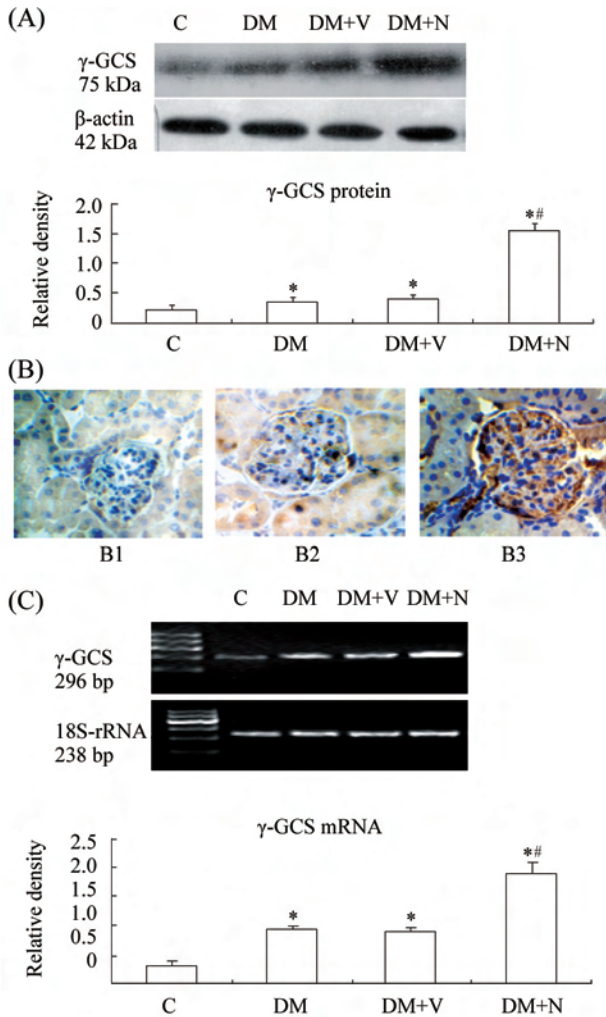 (A)
C DM DM+V DM+N
γ-GCS
75 kDa
β-actin
42 kDa
γ-GCS protein
Relative density
2.0
1.5
1.0
0.5
0
* * *#
C DM DM+V DM+N
(B)
B1 B2 B3
(C)
C DM DM+V DM+N
γ-GCS
296 bp
18S-rRNA
238 bp
γ-GCS mRNA
Relative density
2.5
2.0
1.5
1.0
0.5
0
* * *#
C DM DM+V DM+N